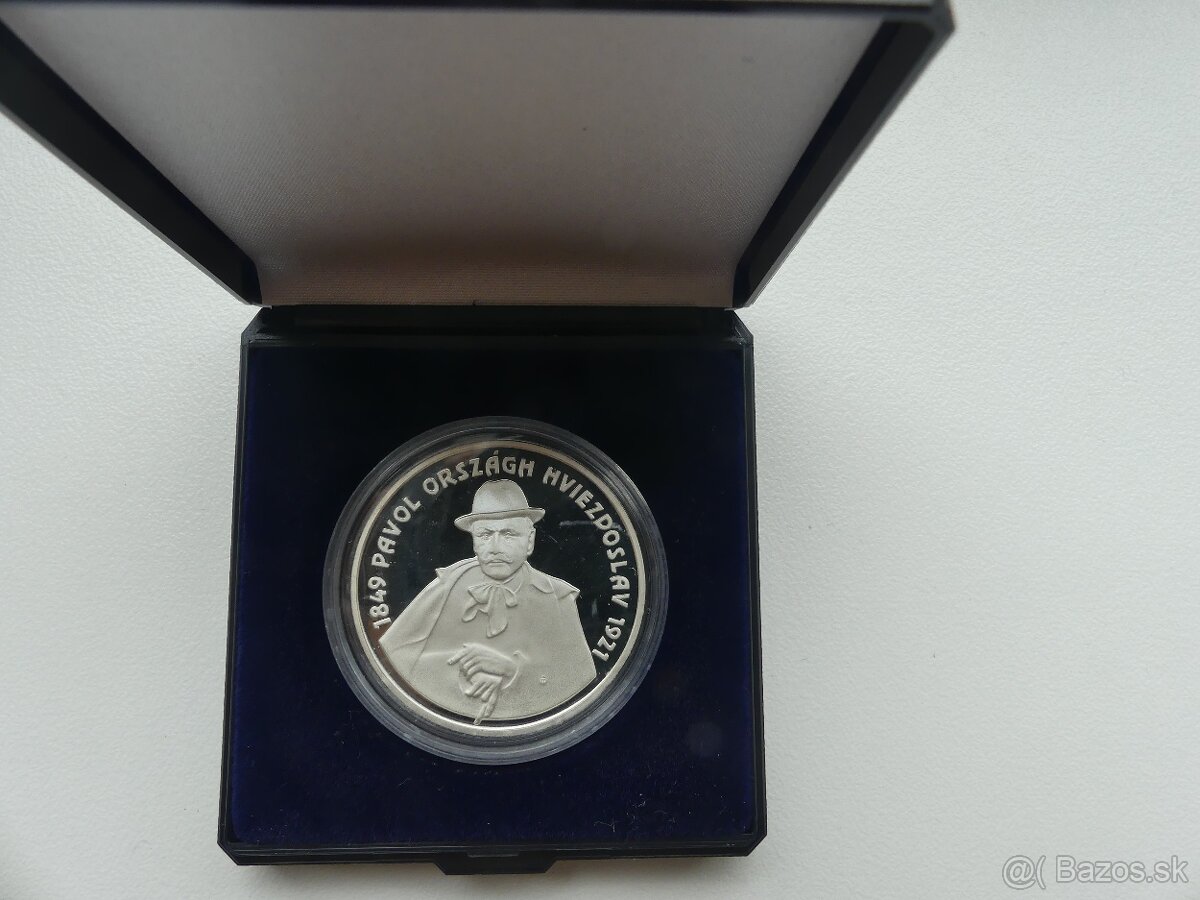 1849 PAVOL ORSZÁGH HVIEZDOSLAV 1921
@( Bazos.sk